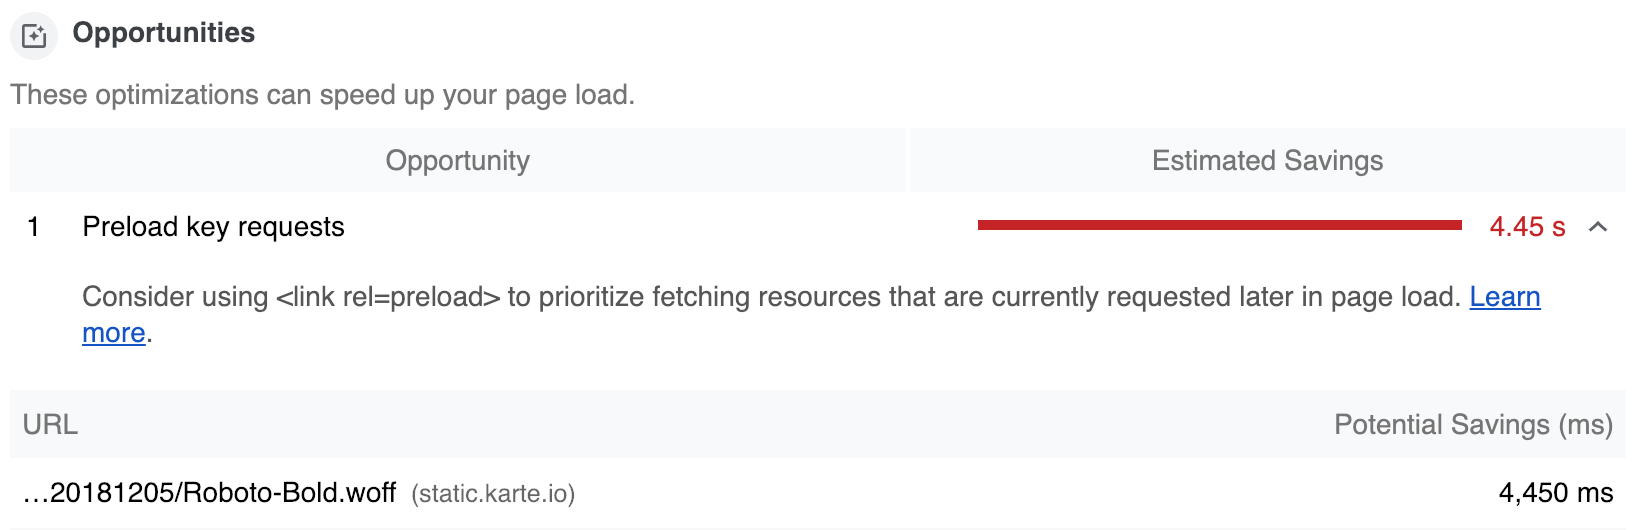 Opportunities
These optimizations can speed up your page load.
Opportunity Estimated Savings
1 Preload key requests 4.45 s
Consider using <link rel=preload> to prioritize fetching resources that are currently requested later in page load. Learn
more.
URL Potential Savings (ms)
…20181205/Roboto-Bold.woff (static.karte.io) 4,450 ms